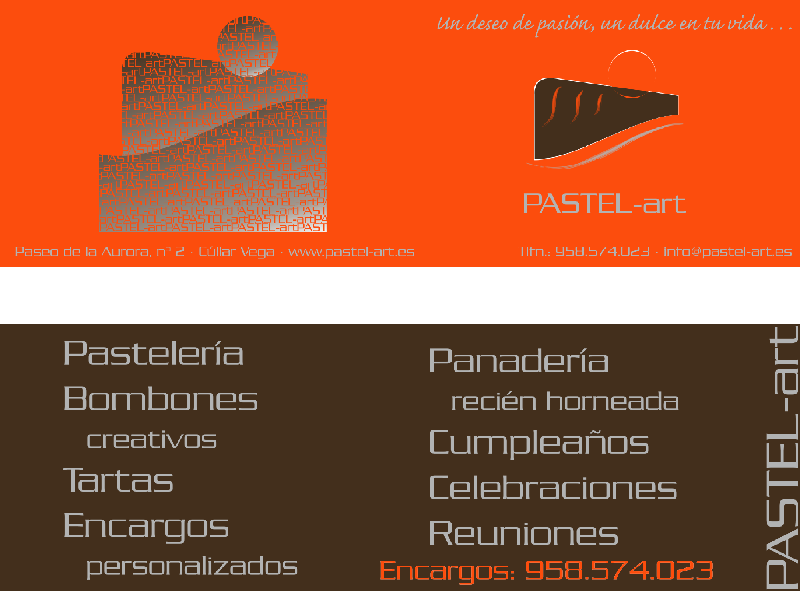 Un deseo de pasión, un dulce en tu vida . . .
PASTEL-art
Paseo de la Aurora, nº 2 - Cúllar Vega - www.pastel-art.es
Tlfn.: 958.574.023 - Info@pastel-art.es
Pastelería
Bombones
creativos
Tartas
Encargos
personalizados
Panadería
recién horneada
Cumpleaños
Celebraciones
Reuniones
Encargos: 958.574.023
PASTEL-art